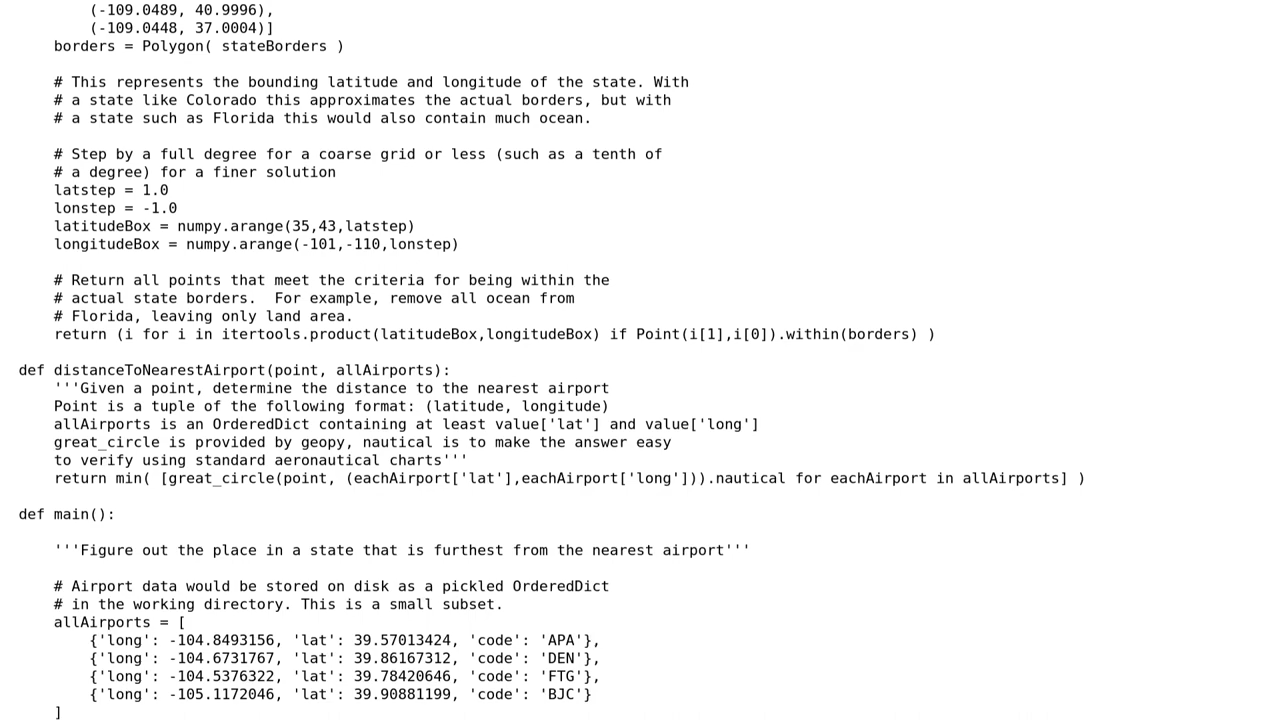 (-109.0489, 40.9996),
(-109.0448, 37.0004)]
borders = Polygon( stateBorders )
# This represents the bounding latitude and longitude of the state. With
# a state like Colorado this approximates the actual borders, but with
# a state such as Florida this would also contain much ocean.
# Step by a full degree for a coarse grid or less (such as a tenth of
# a degree) for a finer solution
latstep = 1.0
lonstep = -1.0
latitudeBox = numpy.arange(35,43,latstep)
longitudeBox = numpy.arange(-101,-110,lonstep)
# Return all points that meet the criteria for being within the
# actual state borders.  For example, remove all ocean from
# Florida, leaving only land area.
return (i for i in itertools.product(latitudeBox,longitudeBox) if Point(i[1],i[0]).within(borders) )
def distanceToNearestAirport(point, allAirports):
'''Given a point, determine the distance to the nearest airport
Point is a tuple of the following format: (latitude, longitude)
allAirports is an OrderedDict containing at least value['lat'] and value['long']
great_circle is provided by geopy, nautical is to make the answer easy
to verify using standard aeronautical charts'''
return min( [great_circle(point, (eachAirport['lat'],eachAirport['long'])).nautical for eachAirport in allAirports] )
def main():
'''Figure out the place in a state that is furthest from the nearest airport'''
# Airport data would be stored on disk as a pickled OrderedDict
# in the working directory. This is a small subset.
allAirports = [
{'long': -104.8493156, 'lat': 39.57013424, 'code': 'APA'},
{'long': -104.6731767, 'lat': 39.86167312, 'code': 'DEN'},
{'long': -104.5376322, 'lat': 39.78420646, 'code': 'FTG'},
{'long': -105.1172046, 'lat': 39.90881199, 'code': 'BJC'}
]